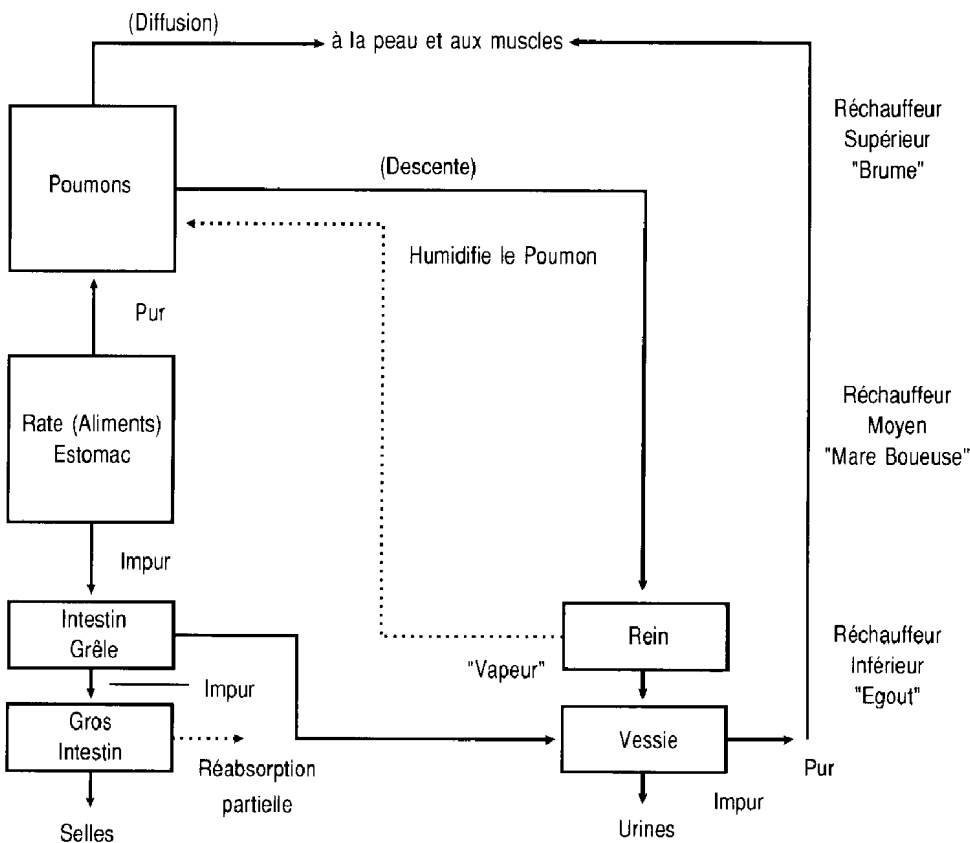 (Diffusion)
à la peau et aux muscles
Réchauffeur
Supérieur
"Brume"
Poumons
(Descente)
Humidifie le Poumon
Pur
Rate (Aliments)
Estomac
Réchauffeur
Moyen
"Mare Boueuse"
Impur
Intestin
Grêle
Rein
Réchauffeur
Inférieur
"Egout"
"Vapeur"
Impur
Gros
Intestin
Vessie
Réabsorption
partielle
Pur
Impur
Selles
Urines